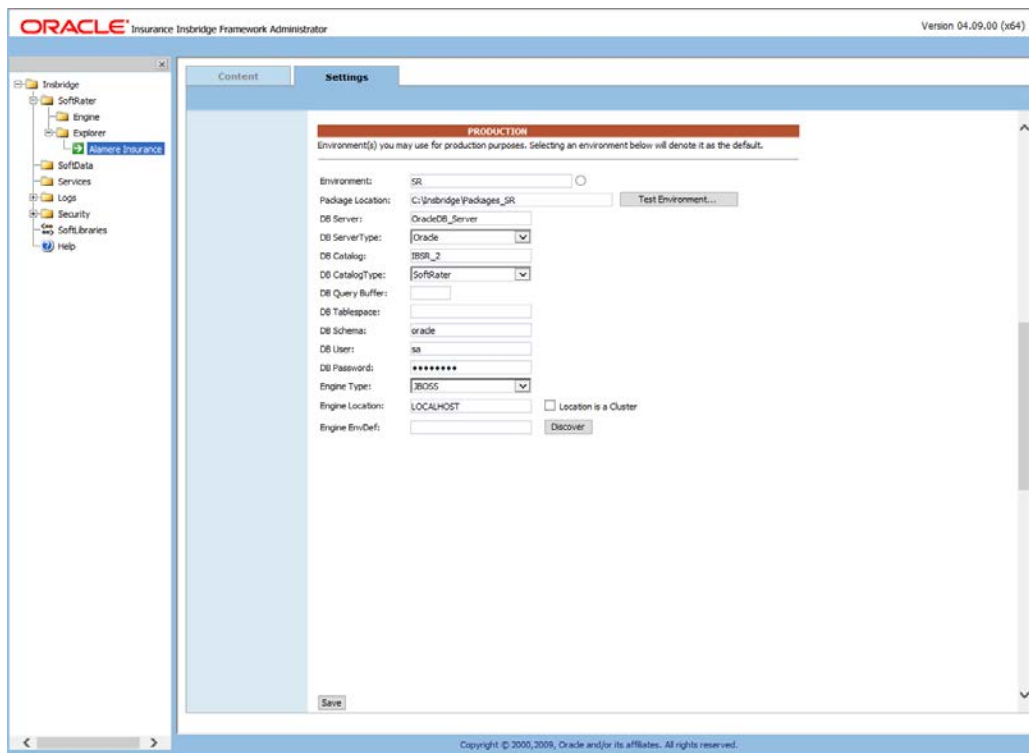 ORACLE Insurance Insbridge Framework Administrator
Version 04.09.00 (x64)
Insbridge
SoftRater
Engine
Explorer
Alamere Insurance
SoftData
Services
Logs
Security
SoftLibraries
Help
Content
Settings
PRODUCTION
Environment(s) you may use for production purposes. Selecting an environment below will denote it as the default.
Environment: SR
Package Location: C:\Insbridge\Packages_SR Test Environment...
DB Server: OracleDB_Server
DB ServerType: Oracle
DB Catalog: IBSR_2
DB CatalogType: SoftRater
DB Query Buffer:
DB Tablespace:
DB Schema: oracle
DB User: sa
DB Password: ••••••••
Engine Type: JBOSS
Engine Location: LOCALHOST Location is a Cluster
Engine EnvDef: Discover
Save
Copyright © 2000,2009, Oracle and/or its affiliates. All rights reserved.